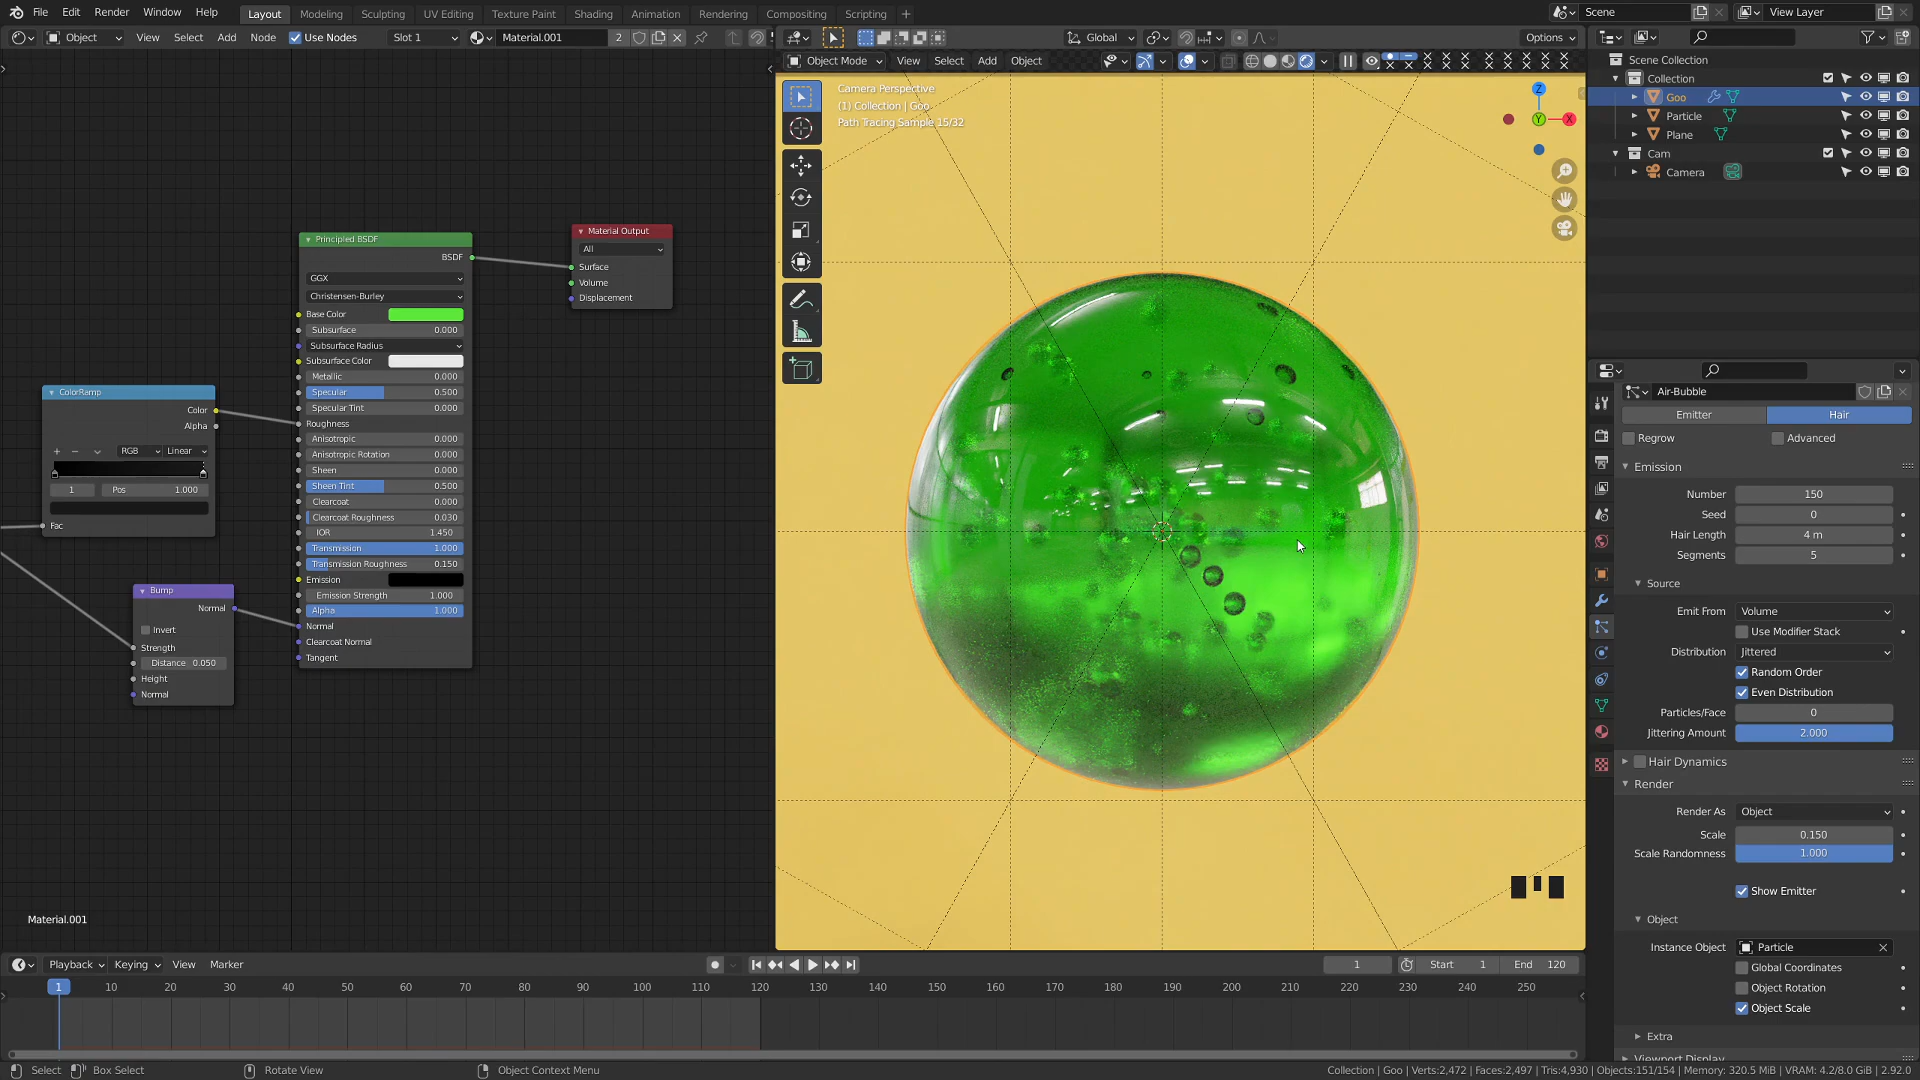 File Edit Render Window Help Layout Modeling Sculpting UV Editing Texture Paint Shading Animation Rendering Compositing Scripting + Scene View Layer
Object View Select Add Node Use Nodes Slot 1 Material.001 2 Global Options
Object Mode View Select Add Object
Camera Perspective
(1) Collection | Goo
Path Tracing Sample 15/32
Z
Y
X
Scene Collection
Collection
Goo
Particle
Plane
Cam
Camera
Principled BSDF
BSDF
GGX
Christensen-Burley
Base Color
Subsurface 0.000
Subsurface Radius
Subsurface Color
Metallic 0.000
Specular 0.500
Specular Tint 0.000
Roughness
Anisotropic 0.000
Anisotropic Rotation 0.000
Sheen 0.000
Sheen Tint 0.500
Clearcoat 0.000
Clearcoat Roughness 0.030
IOR 1.450
Transmission 1.000
Transmission Roughness 0.150
Emission
Emission Strength 1.000
Alpha 1.000
Normal
Clearcoat Normal
Tangent
Material Output
All
Surface
Volume
Displacement
ColorRamp
Color
Alpha
RGB Linear
1 Pos 1.000
Fac
Bump
Normal
Invert
Strength
Distance 0.050
Height
Normal
Material.001
Air-Bubble
Emitter Hair
Regrow Advanced
Emission
Number 150
Seed 0
Hair Length 4 m
Segments 5
Source
Emit From Volume
Use Modifier Stack
Distribution Jittered
Random Order
Even Distribution
Particles/Face 0
Jittering Amount 2.000
Hair Dynamics
Render
Render As Object
Scale 0.150
Scale Randomness 1.000
Show Emitter
Object
Instance Object Particle
Global Coordinates
Object Rotation
Object Scale
Extra
Viewport Display
Playback Keying View Marker 1 Start 1 End 120
1 10 20 30 40 50 60 70 80 90 100 110 120 130 140 150 160 170 180 190 200 210 220 230 240 250
Select Box Select Rotate View Object Context Menu Collection | Goo | Verts:2,472 | Faces:2,497 | Tris:4,930 | Objects:151/154 | Memory: 320.5 MiB | VRAM: 4.2/8.0 GiB | 2.92.0